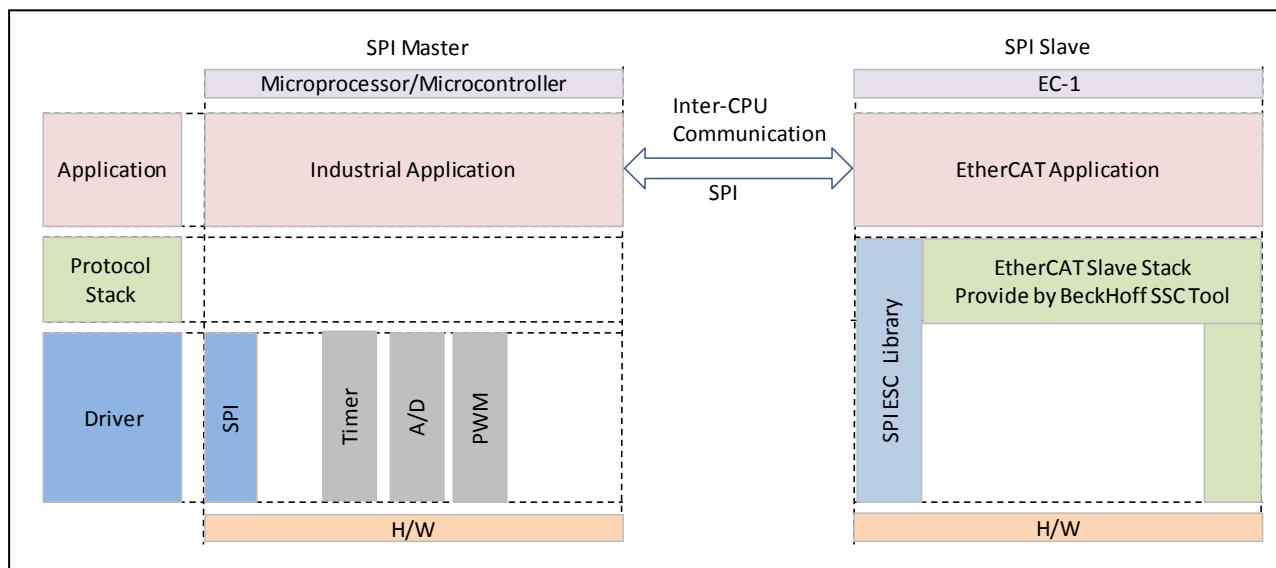 SPI Master
SPI Slave
Microprocessor/Microcontroller
EC-1
Inter-CPU
Communication
SPI
Application
Industrial Application
EtherCAT Application
Protocol
Stack
EtherCAT Slave Stack
Provide by BeckHoff SSC Tool
Driver
SPI
Timer
A/D
PWM
SPI ESC Library
H/W
H/W